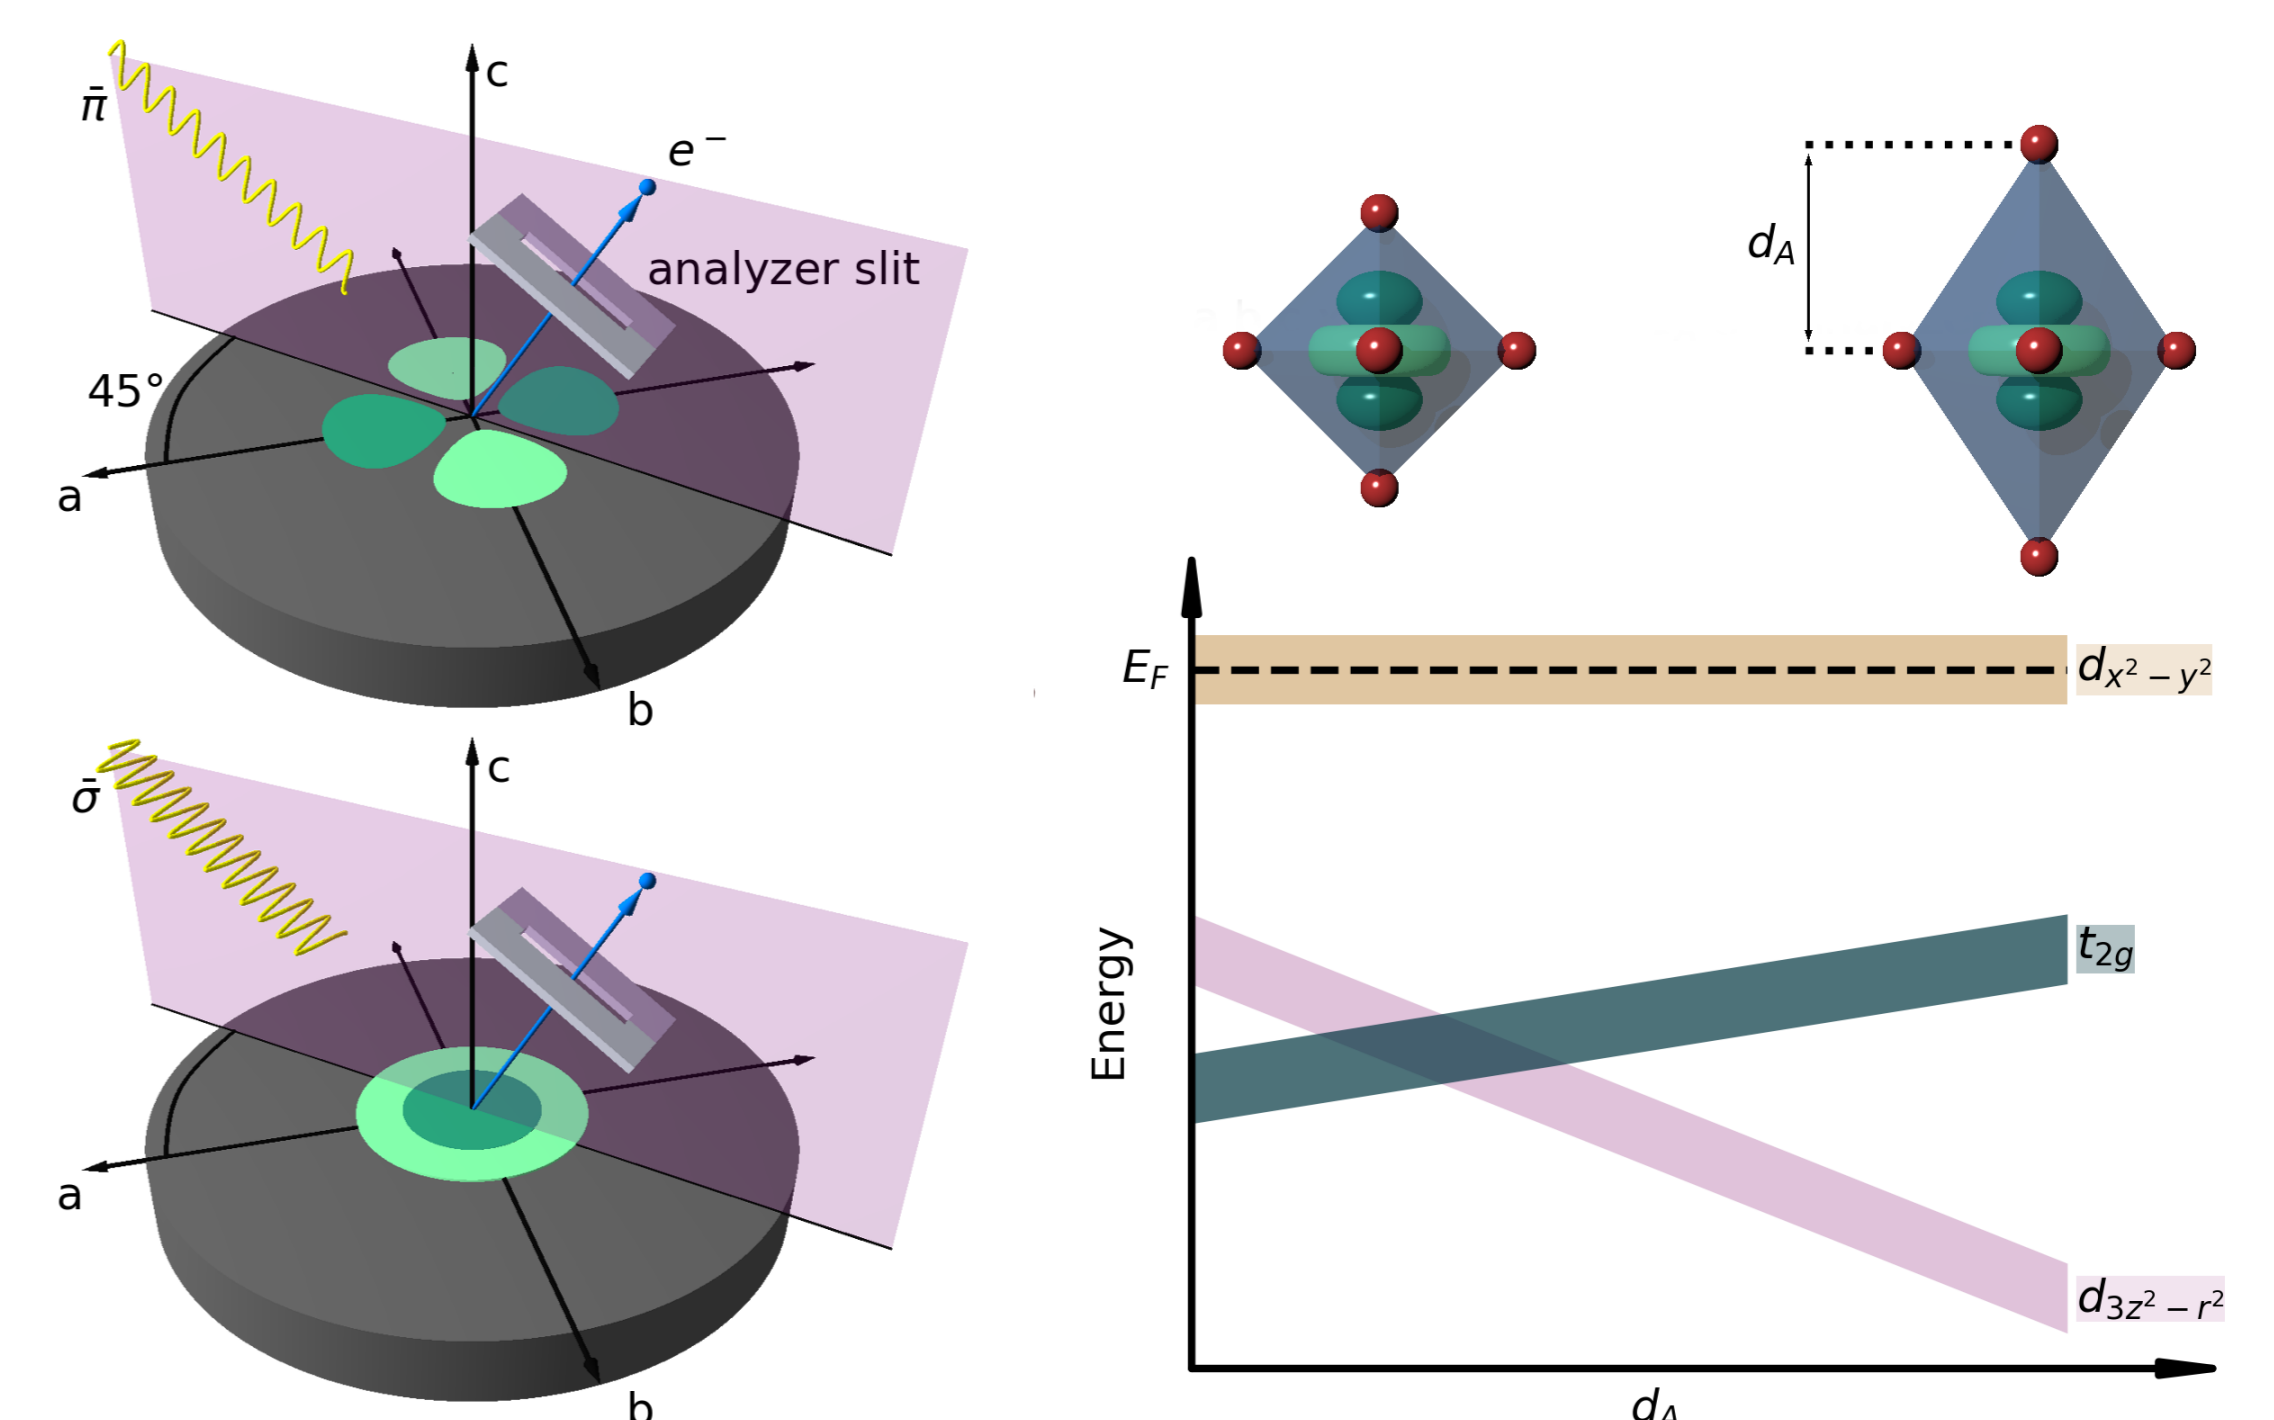 π̄
c
e⁻
analyzer slit
45°
a
b
σ̄
c
a
b
d_A
E_F
d_{x² − y²}
t_{2g}
d_{3z² − r²}
Energy
d_A